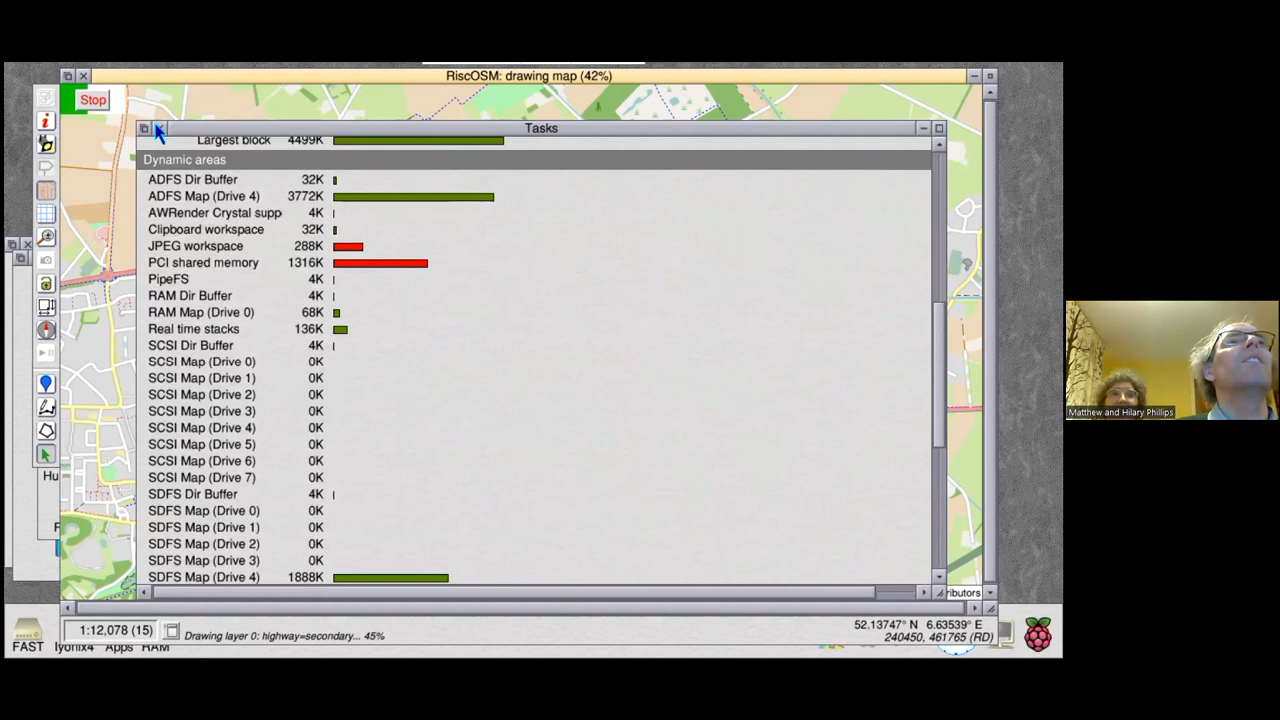 RiscOSM: drawing map (42%)
Stop
Tasks
Largest block 4499K
Dynamic areas
ADFS Dir Buffer 32K
ADFS Map (Drive 4) 3772K
AWRender Crystal supp 4K
Clipboard workspace 32K
JPEG workspace 288K
PCI shared memory 1316K
PipeFS 4K
RAM Dir Buffer 4K
RAM Map (Drive 0) 68K
Real time stacks 136K
SCSI Dir Buffer 4K
SCSI Map (Drive 0) 0K
SCSI Map (Drive 1) 0K
SCSI Map (Drive 2) 0K
SCSI Map (Drive 3) 0K
SCSI Map (Drive 4) 0K
SCSI Map (Drive 5) 0K
SCSI Map (Drive 6) 0K
SCSI Map (Drive 7) 0K
SDFS Dir Buffer 4K
SDFS Map (Drive 0) 0K
SDFS Map (Drive 1) 0K
SDFS Map (Drive 2) 0K
SDFS Map (Drive 3) 0K
SDFS Map (Drive 4) 1888K
Hu
F
ributors
1:12,078 (15)
Drawing layer 0: highway=secondary... 45%
52.13747° N 6.63539° E
240450, 461765 (RD)
FAST Iyonix4 Apps RAM
Matthew and Hilary Phillips